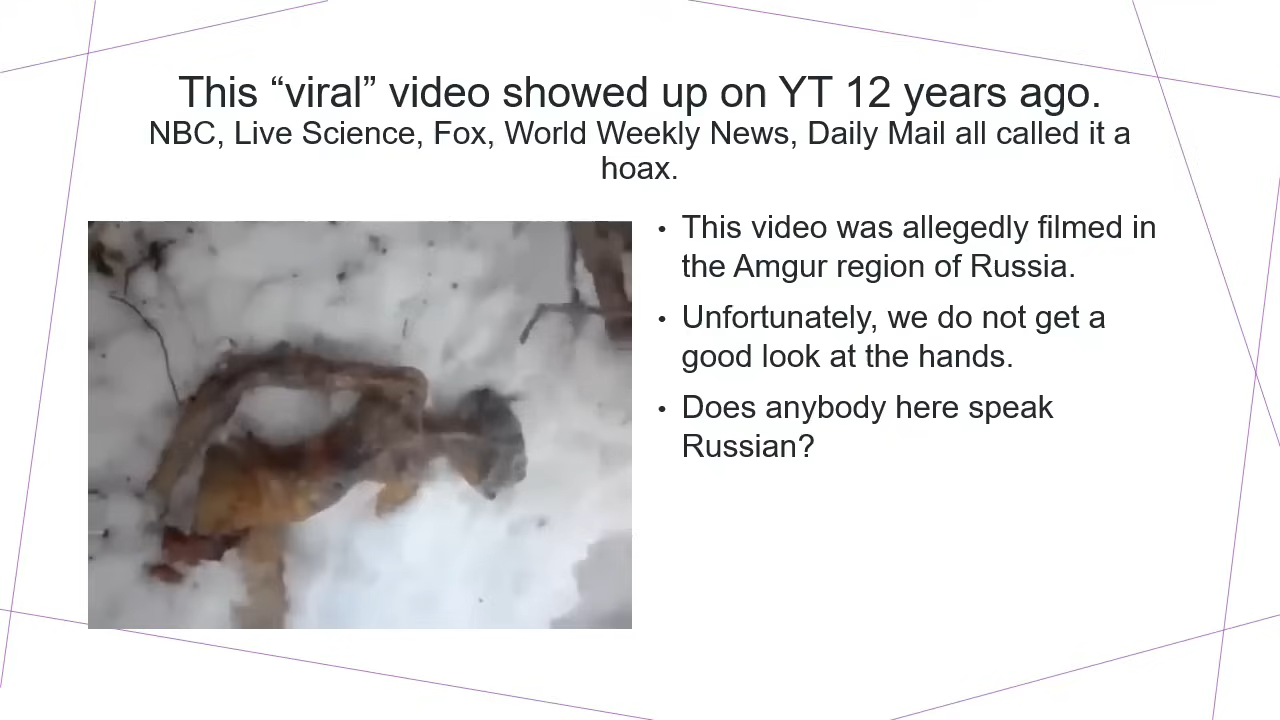 This “viral” video showed up on YT 12 years ago.
NBC, Live Science, Fox, World Weekly News, Daily Mail all called it a
hoax.
• This video was allegedly filmed in
the Amgur region of Russia.
• Unfortunately, we do not get a
good look at the hands.
• Does anybody here speak
Russian?